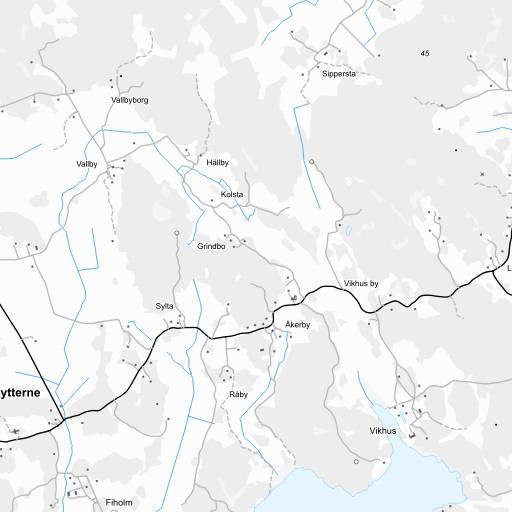 45
Sippersta
Vallbyborg
Vallby
Hällby
Kolsta
Grindbo
Vikhus by
Sylta
Åkerby
ytterne
Råby
Vikhus
Fiholm